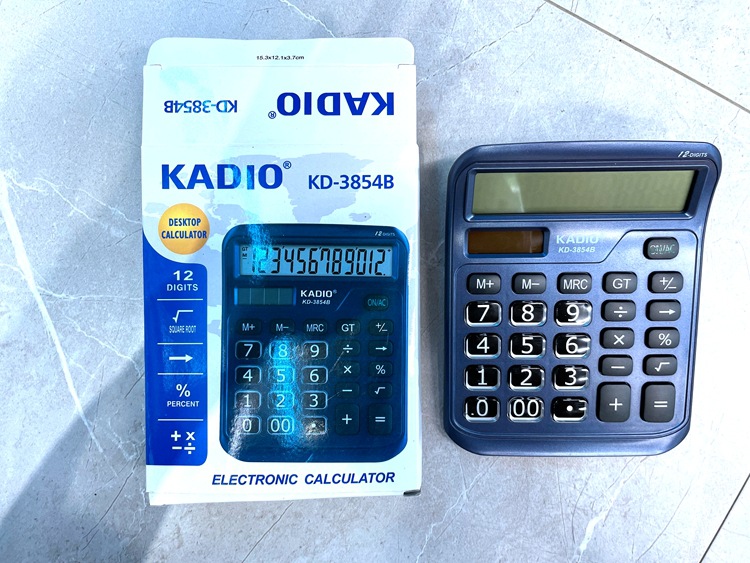 15.3x12.1x3.7cm
KADIO®
KD-3854B
KADIO®
KD-3854B
DESKTOP
CALCULATOR
12
DIGITS
√
SQUARE ROOT
→
%
PERCENT
+ x
− ÷
12-DIGITS
GT
M
123456789012.
KADIO®
KD-3854B
ON/AC
M+ M− MRC GT +/−
7 8 9 ÷ →
4 5 6 × %
1 2 3 − √
0 00 • + =
ELECTRONIC CALCULATOR
12-DIGITS
KADIO
KD-3854B
ON/AC
M+ M− MRC GT +/−
7 8 9 ÷ →
4 5 6 × %
1 2 3 − √
0 00 • + =